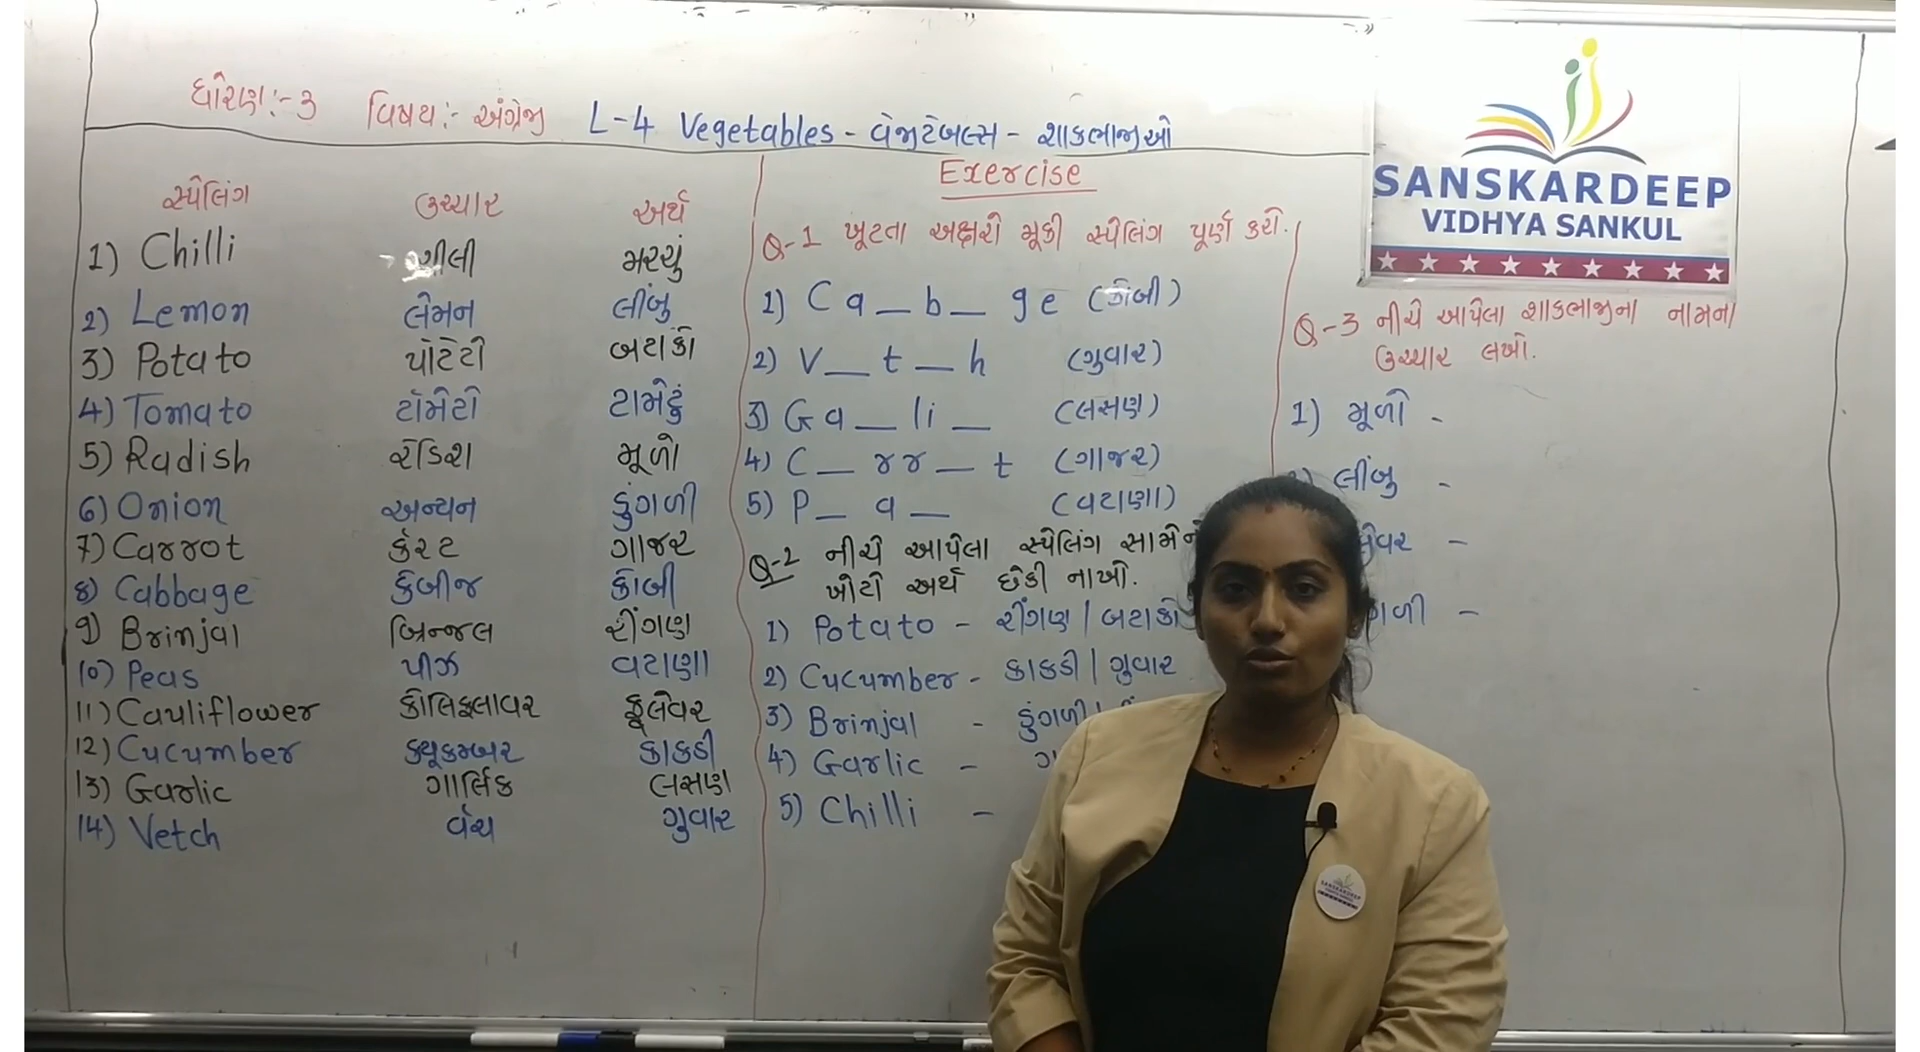 ધોરણ:-૩ વિષય:- અંગ્રેજી L-4 Vegetables - વેજીટેબલ્સ - શાકભાજીઓ
સ્પેલિંગ ઉચ્ચાર અર્થ
1) Chilli ચીલી મરચું
2) Lemon લેમન લીંબુ
3) Potato પોટેટો બટાકો
4) Tomato ટૉમેટો ટામેટું
5) Radish રૅડિશ મૂળો
6) Onion અન્યન ડુંગળી
7) Carrot કૅરટ ગાજર
8) Cabbage કૅબીજ કોબી
9) Brinjal બ્રિન્જલ રીંગણ
10) Peas પીઝ વટાણા
11) Cauliflower કોલિફ્લાવર ફૂલેવર
12) Cucumber ક્યૂકમ્બર કાકડી
13) Garlic ગાર્લિક લસણ
14) Vetch વૅચ ગુવાર
Exercise
Q-1 ખૂટતા અક્ષરો મૂકી સ્પેલિંગ પૂર્ણ કરો.
1) Ca_b_ge (કોબી)
2) V_t_h (ગુવાર)
3) Ga_li_ (લસણ)
4) C_rr_t (ગાજર)
5) P_a_ (વટાણા)
Q-2 નીચે આપેલા સ્પેલિંગ સામેનો
ખોટો અર્થ છેકી નાખો.
1) Potato - રીંગણ / બટાકો
2) Cucumber - કાકડી / ગુવાર
3) Brinjal - ડુંગળી /
4) Garlic -
5) Chilli -
SANSKARDEEP
VIDHYA SANKUL
Q-3 નીચે આપેલા શાકભાજીના નામના
ઉચ્ચાર લખો.
1) મૂળો -
લીંબુ -
લેવર -
ગળી -
SANSKARDEEP